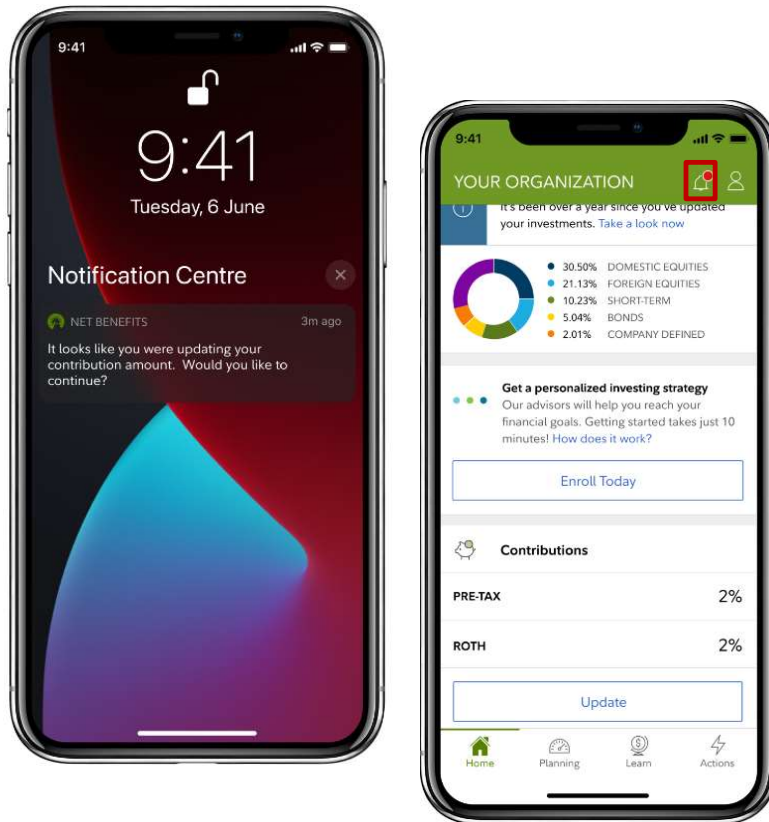 9:41
9:41
Tuesday, 6 June
Notification Centre
NET BENEFITS 3m ago
It looks like you were updating your
contribution amount. Would you like to
continue?
9:41
YOUR ORGANIZATION
It's been over a year since you've updated
your investments. Take a look now
30.50% DOMESTIC EQUITIES
21.13% FOREIGN EQUITIES
10.23% SHORT-TERM
5.04% BONDS
2.01% COMPANY DEFINED
Get a personalized investing strategy
Our advisors will help you reach your
financial goals. Getting started takes just 10
minutes! How does it work?
Enroll Today
Contributions
PRE-TAX 2%
ROTH 2%
Update
Home Planning Learn Actions